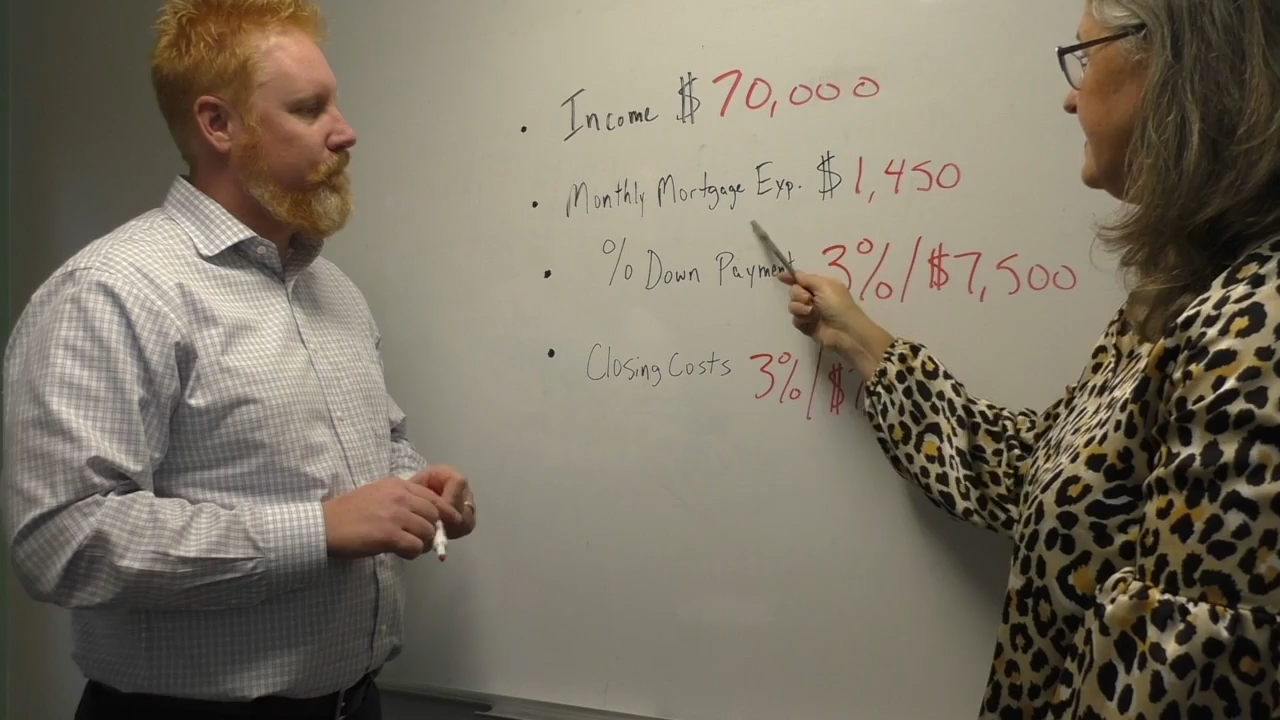 • Income $ 70,000
• Monthly Mortgage Exp. $ 1,450
• % Down Payment 3%/$7,500
• Closing Costs 3%/$